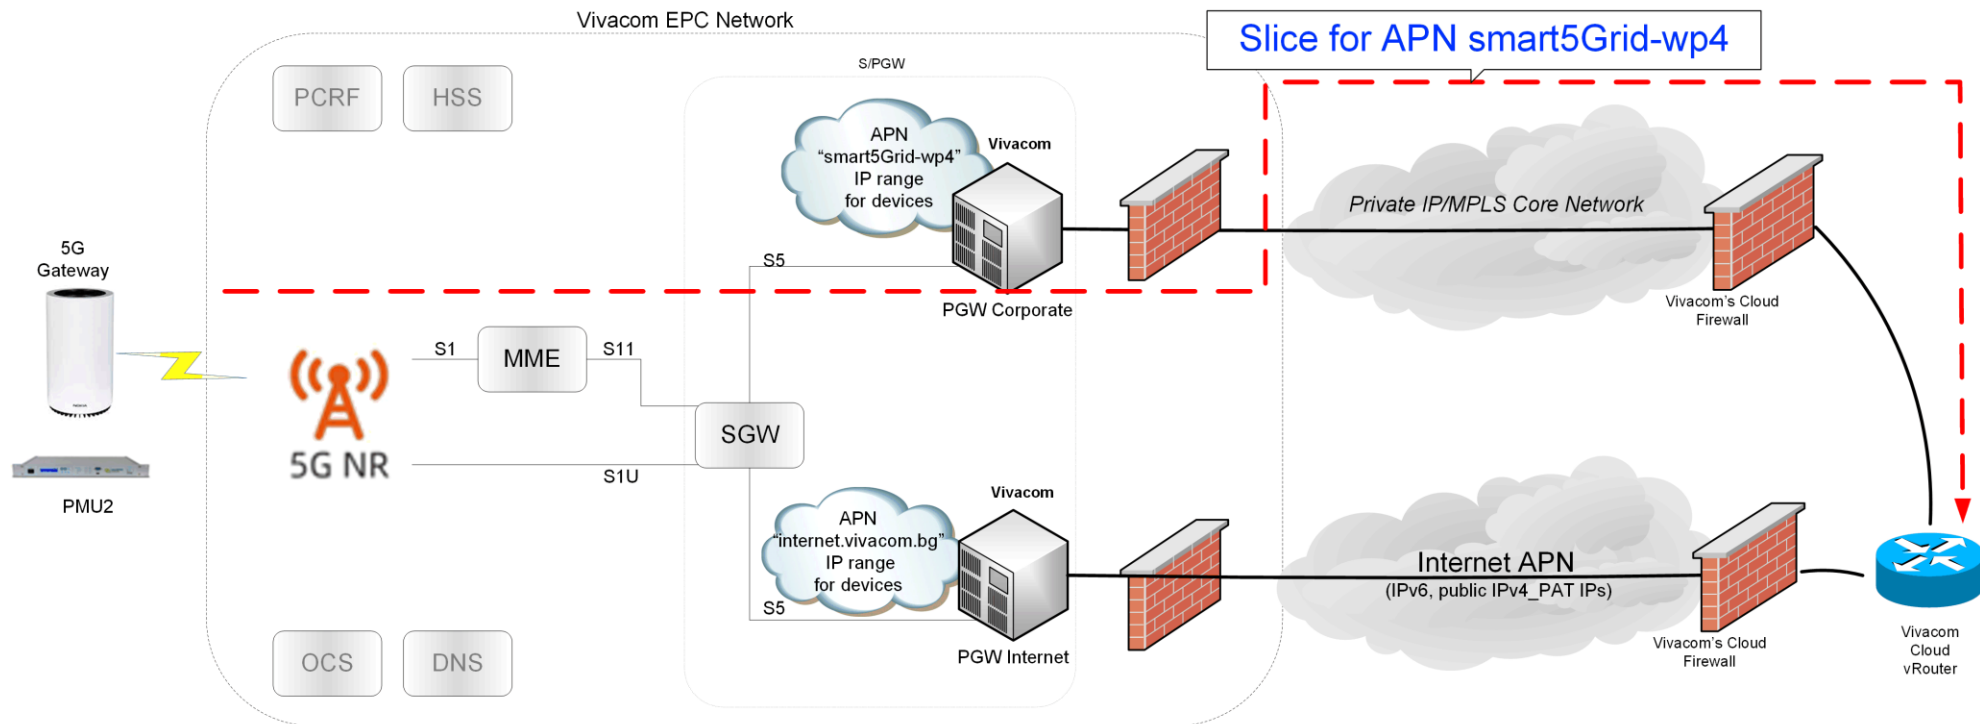 Vivacom EPC Network
Slice for APN smart5Grid-wp4
S/PGW
PCRF
HSS
APN
“smart5Grid-wp4”
IP range
for devices
Vivacom
Private IP/MPLS Core Network
5G
Gateway
S5
PGW Corporate
Vivacom’s Cloud
Firewall
S1
MME
S11
SGW
5G NR
S1U
PMU2
Vivacom
APN
“internet.vivacom.bg”
IP range
for devices
Internet APN
(IPv6, public IPv4_PAT IPs)
S5
PGW Internet
Vivacom’s Cloud
Firewall
Vivacom
Cloud
vRouter
OCS
DNS